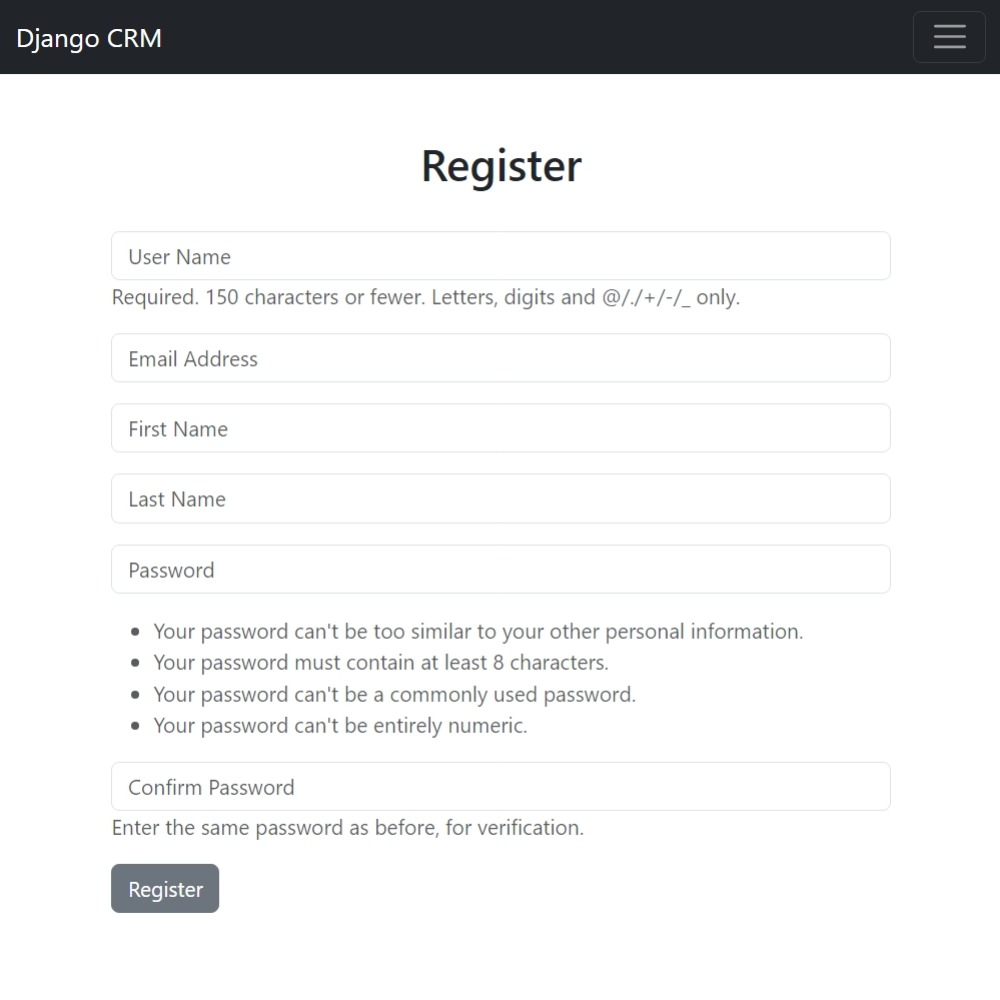 Django CRM
Register
User Name
Required. 150 characters or fewer. Letters, digits and @/./+/-/_ only.
Email Address
First Name
Last Name
Password
Your password can't be too similar to your other personal information.
Your password must contain at least 8 characters.
Your password can't be a commonly used password.
Your password can't be entirely numeric.
Confirm Password
Enter the same password as before, for verification.
Register